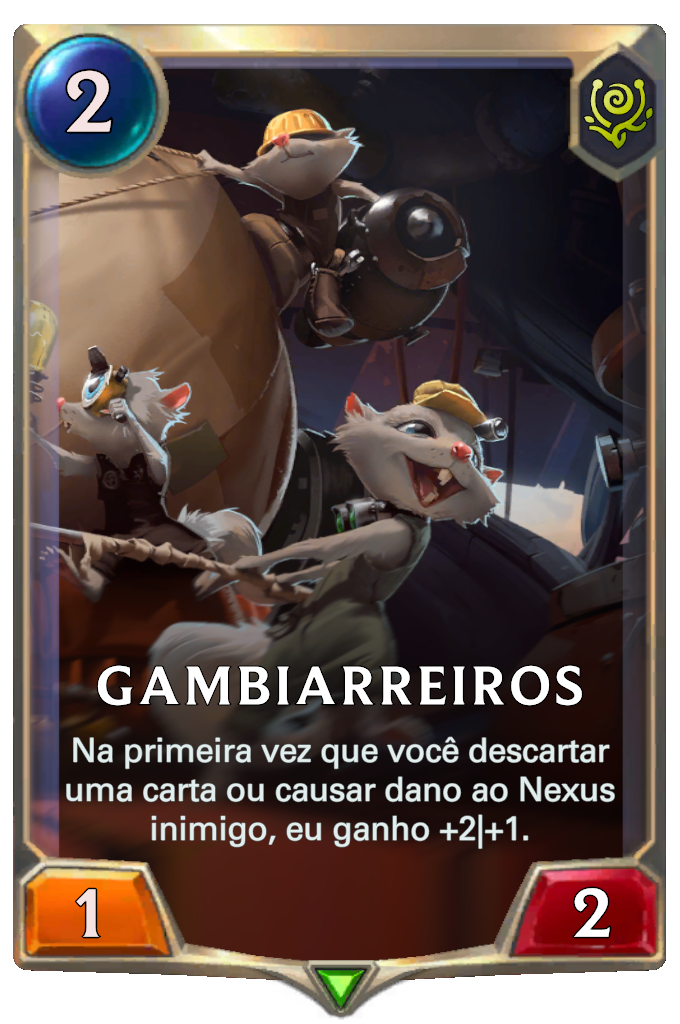 2
GAMBIARREIROS
Na primeira vez que você descartar
uma carta ou causar dano ao Nexus
inimigo, eu ganho +2|+1.
1
2